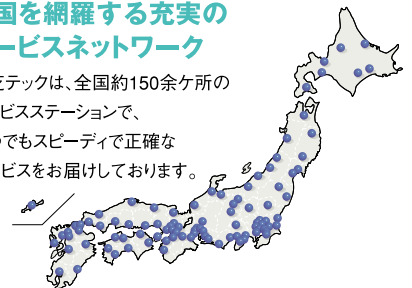 国を網羅する充実の
ービスネットワーク
芝テックは、全国約150余ケ所の
ビスステーションで、
つでもスピーディで正確な
ビスをお届けしております。